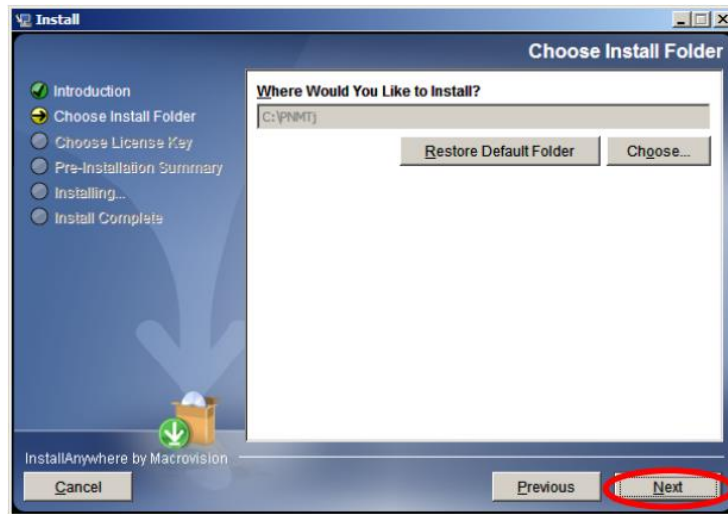 Install
Choose Install Folder
Introduction
Choose Install Folder
Choose License Key
Pre-Installation Summary
Installing...
Install Complete
Where Would You Like to Install?
C:\PNMTj
Restore Default Folder
Choose...
InstallAnywhere by Macrovision
Cancel
Previous
Next